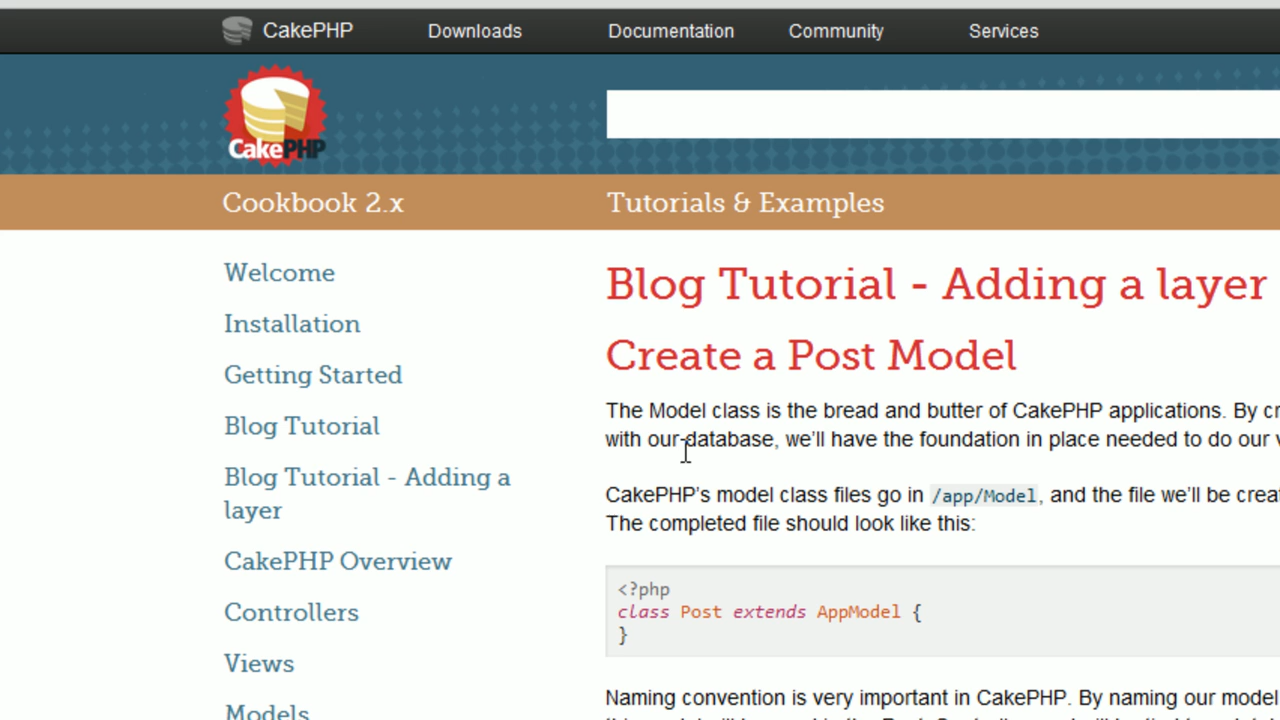 CakePHP Downloads Documentation Community Services
CakePHP
Cookbook 2.x
Tutorials & Examples
Welcome
Installation
Getting Started
Blog Tutorial
Blog Tutorial - Adding a
layer
CakePHP Overview
Controllers
Views
Models
Blog Tutorial - Adding a layer
Create a Post Model
The Model class is the bread and butter of CakePHP applications. By
with our database, we'll have the foundation in place needed to do our
CakePHP's model class files go in /app/Model, and the file we'll be
The completed file should look like this:
<?php
class Post extends AppModel {
}
Naming convention is very important in CakePHP. By naming our model